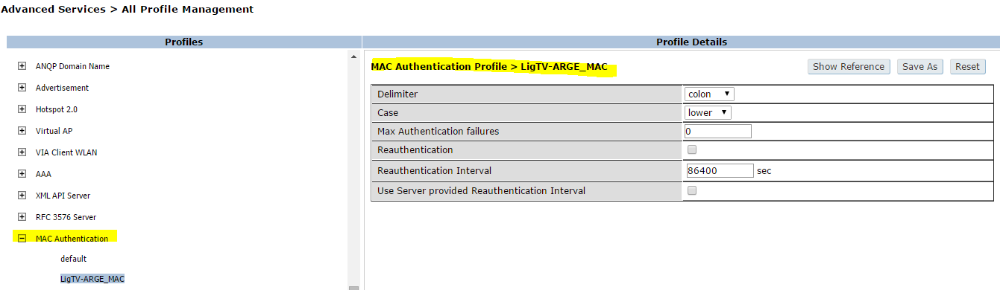 Advanced Services > All Profile Management
Profiles
ANQP Domain Name
Advertisement
Hotspot 2.0
Virtual AP
VIA Client WLAN
AAA
XML API Server
RFC 3576 Server
MAC Authentication
default
LigTV-ARGE_MAC
Profile Details
MAC Authentication Profile > LigTV-ARGE_MAC Show Reference Save As Reset
Delimiter colon
Case lower
Max Authentication failures 0
Reauthentication
Reauthentication Interval 86400 sec
Use Server provided Reauthentication Interval